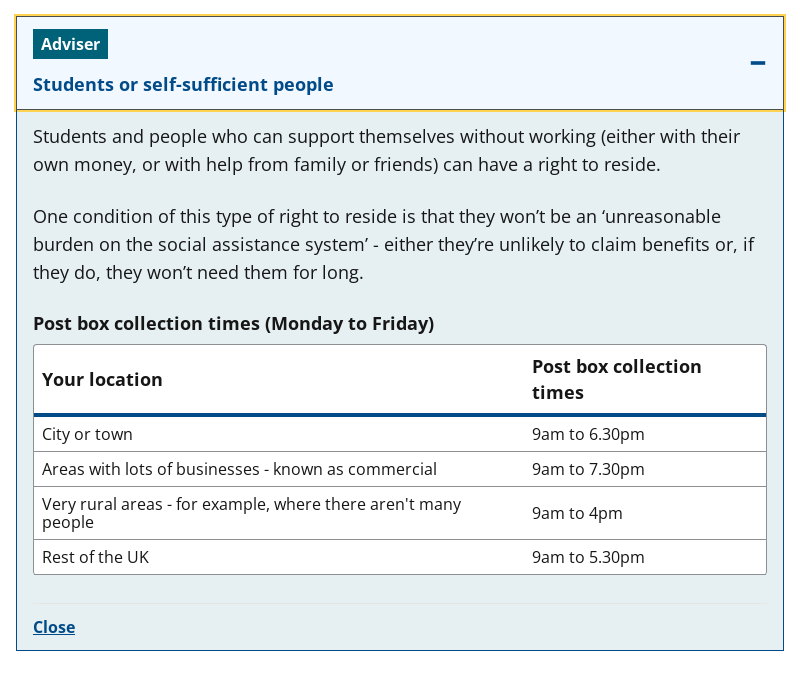 Adviser
Students or self-sufficient people
Students and people who can support themselves without working (either with their
own money, or with help from family or friends) can have a right to reside.
One condition of this type of right to reside is that they won’t be an ‘unreasonable
burden on the social assistance system’ - either they’re unlikely to claim benefits or, if
they do, they won’t need them for long.
Post box collection times (Monday to Friday)
Your location
Post box collection
times
City or town
9am to 6.30pm
Areas with lots of businesses - known as commercial
9am to 7.30pm
Very rural areas - for example, where there aren't many
people
9am to 4pm
Rest of the UK
9am to 5.30pm
Close